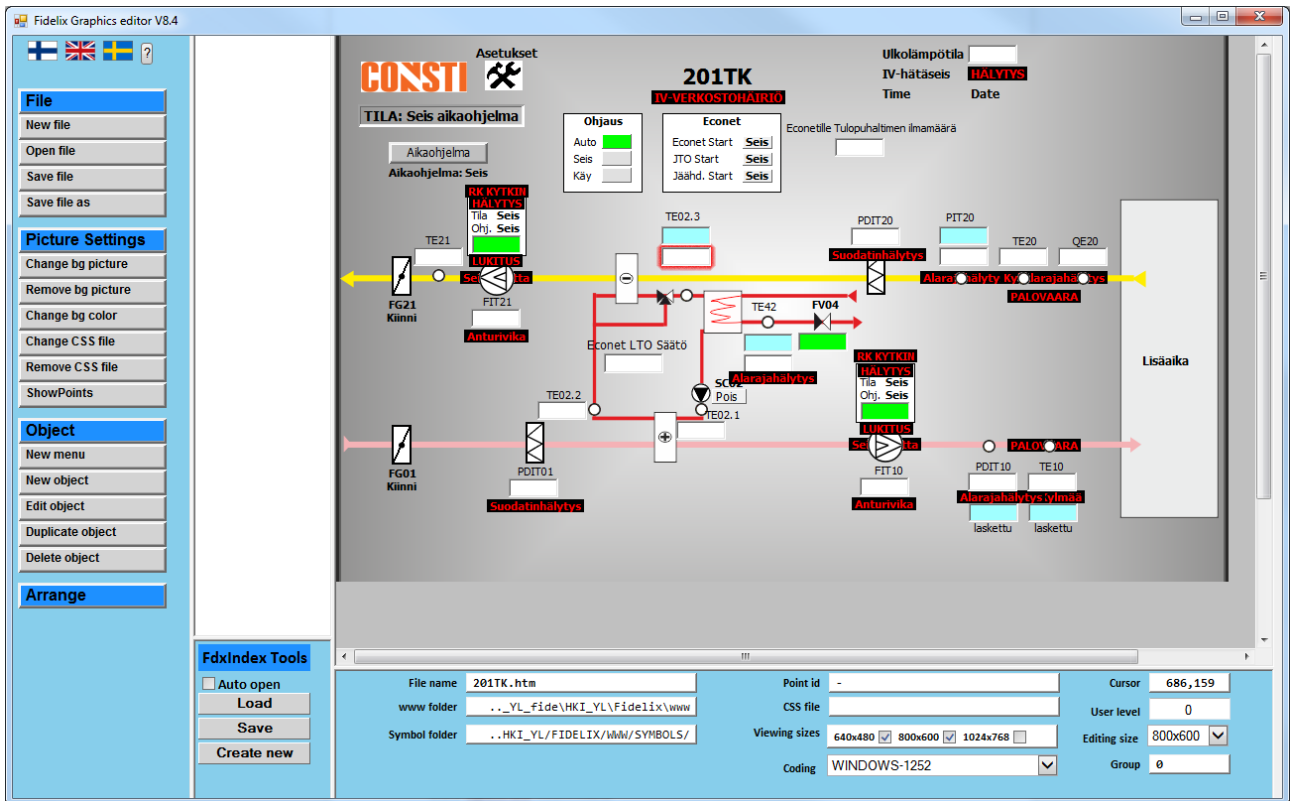 Fidelix Graphics editor V8.4
?
File
New file
Open file
Save file
Save file as
Picture Settings
Change bg picture
Remove bg picture
Change bg color
Change CSS file
Remove CSS file
ShowPoints
Object
New menu
New object
Edit object
Duplicate object
Delete object
Arrange
FdxIndex Tools
Auto open
Load
Save
Create new
CONSTI
Asetukset
201TK
IV-VERKOSTOHÄIRIÖ
Ulkolämpötila
IV-hätäseis HÄLYTYS
Time Date
TILA: Seis aikaohjelma
Aikaohjelma
Aikaohjelma: Seis
Ohjaus
Auto
Seis
Käy
Econet
Econet Start Seis
JTO Start Seis
Jäähd. Start Seis
Econetille Tulopuhaltimen ilmamäärä
RK KYTKIN
HÄLYTYS
Tila Seis
Ohj. Seis
LUKITUS
TE21
FG21
Kiinni
FIT21
Anturivika
TE02.3
PDIT20
Suodatinhälytys
PIT20
TE20
QE20
PALOVAARA
TE42
FV04
Econet LTO Säätö
Alarajahälytys
SC02
Pois
TE02.2
TE02.1
RK KYTKIN
HÄLYTYS
Tila Seis
Ohj. Seis
LUKITUS
Lisäaika
FG01
Kiinni
PDIT01
Suodatinhälytys
FIT10
Anturivika
PALOVAARA
PDIT10
TE10
Alarajahälytys
laskettu
laskettu
File name 201TK.htm
www folder .._YL_fide\HKI_YL\Fidelix\www
Symbol folder ..HKI_YL/FIDELIX/WWW/SYMBOLS/
Point id -
CSS file
Viewing sizes 640x480 800x600 1024x768
Coding WINDOWS-1252
Cursor 686,159
User level 0
Editing size 800x600
Group 0